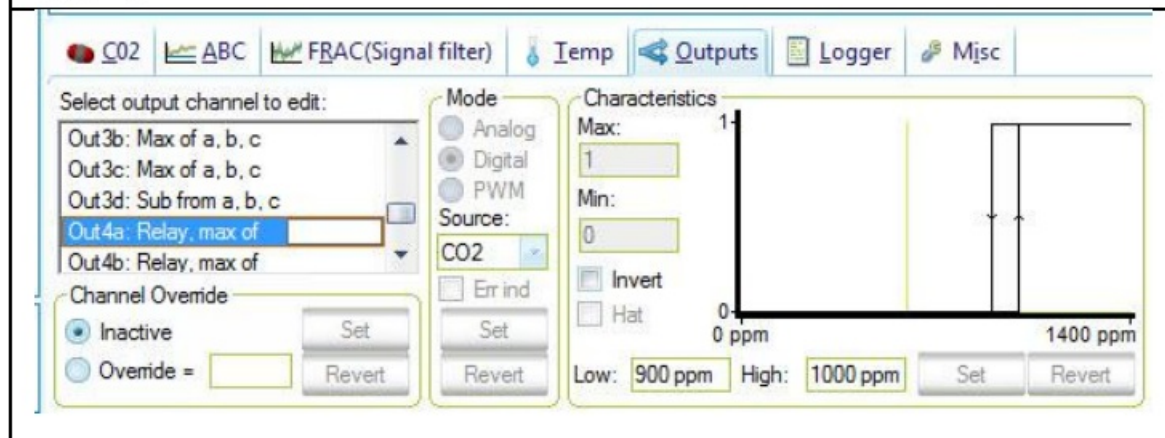 C02 ABC FRAC(Signal filter) Temp Outputs Logger Misc
Select output channel to edit:
Out3b: Max of a, b, c
Out3c: Max of a, b, c
Out3d: Sub from a, b, c
Out4a: Relay, max of
Out4b: Relay, max of
Channel Override
Inactive
Set
Override =
Revert
Mode
Analog
Digital
PWM
Source:
CO2
Err ind
Set
Revert
Characteristics
Max:
1
Min:
0
Invert
Hat
1
0
0 ppm
1400 ppm
Low: 900 ppm High: 1000 ppm Set Revert